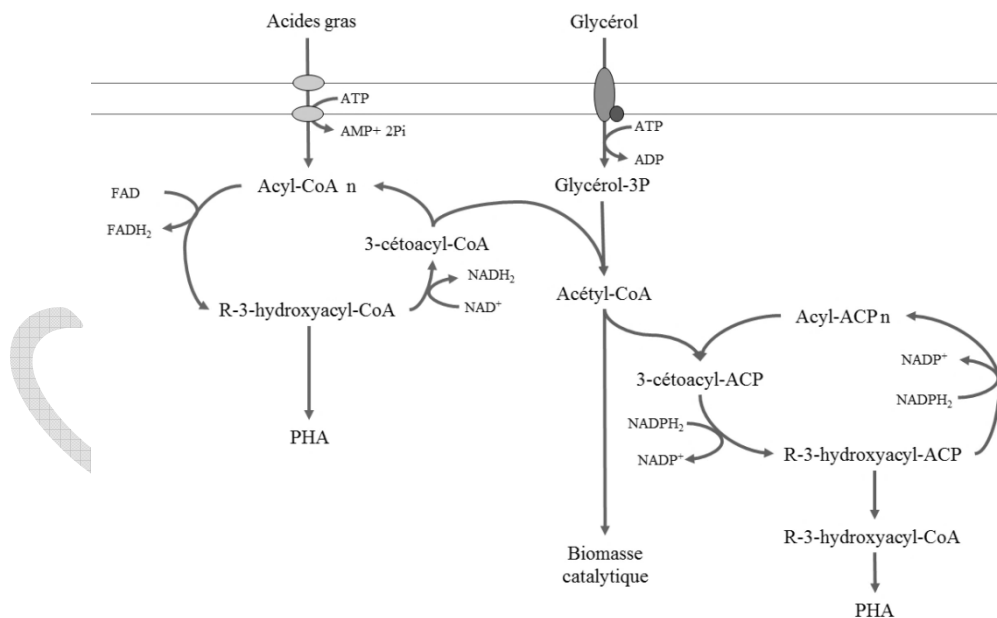 Acides gras
Glycérol
ATP
AMP+ 2Pi
ATP
ADP
Acyl-CoA n
Glycérol-3P
FAD
FADH₂
3-cétoacyl-CoA
NADH₂
NAD⁺
R-3-hydroxyacyl-CoA
Acétyl-CoA
Acyl-ACP n
NADP⁺
NADPH₂
3-cétoacyl-ACP
NADPH₂
NADP⁺
PHA
R-3-hydroxyacyl-ACP
R-3-hydroxyacyl-CoA
Biomasse
catalytique
PHA